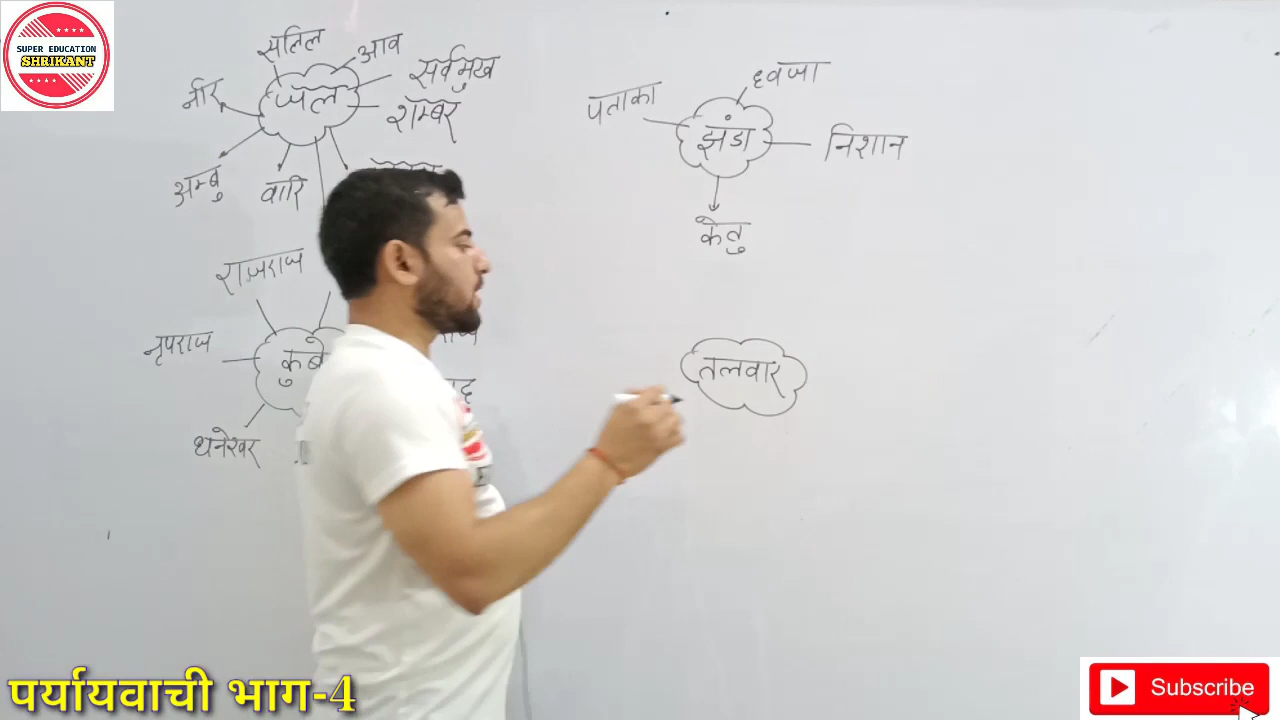 SUPER EDUCATION
SHRIKANT
सलिल
आव
सर्वमुख
नीर
जल
शम्बर
अम्बु
वारि
राजराज
नृपराज
कुबे
धनेश्वर
पताका
ध्वजा
झंडा
निशान
केतु
तलवार
पर्यायवाची भाग-4
Subscribe